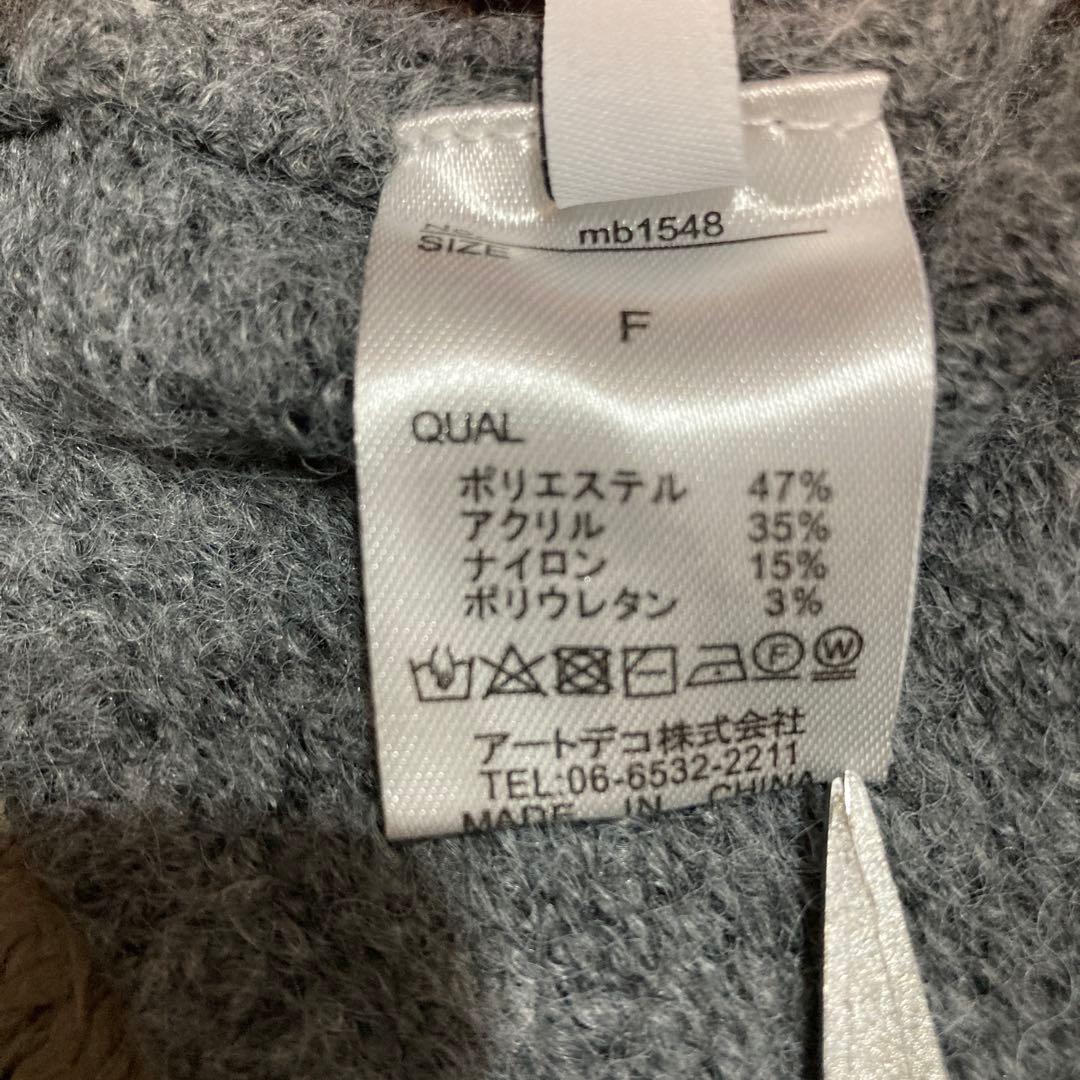 mb1548
SIZE
F
QUAL
ポリエステル 47%
アクリル 35%
ナイロン 15%
ポリウレタン 3%
F W
アートデコ株式会社
TEL:06-6532-2211
MADE IN CHINA